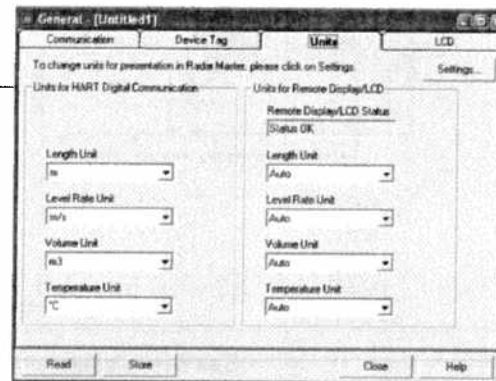 General - [Untitled1]
Communication
Device Tag
Units
LCD
To change units for presentation in Radar Master, please click on Settings.
Settings...
Units for HART Digital Communication
Length Unit
m
Level Rate Unit
m/s
Volume Unit
m3
Temperature Unit
°C
Units for Remote Display/LCD
Remote Display/LCD Status
Status OK
Length Unit
Auto
Level Rate Unit
Auto
Volume Unit
Auto
Temperature Unit
Auto
Read
Store
Close
Help